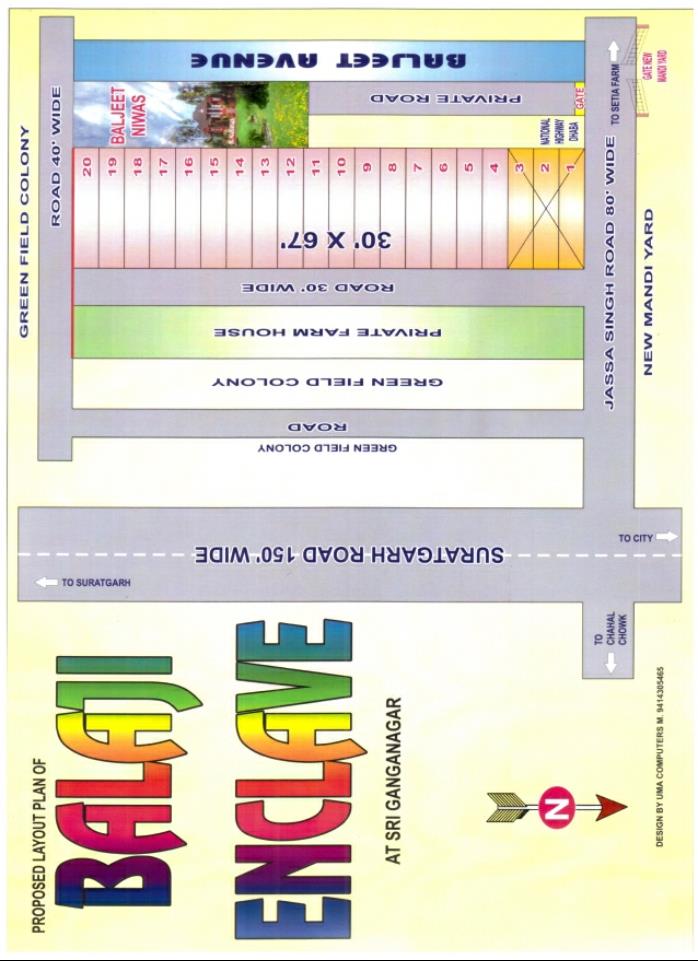 PROPOSED LAYOUT PLAN OF
BALAJI
ENCLAVE
AT SRI GANGANAGAR
BALJEET AVENUE
PRIVATE ROAD
GATE
TO SETIA FARM
GATE NEW
MANDI YARD
BALJEET
NIWAS
NATIONAL
HIGHWAY
DHABA
GREEN FIELD COLONY
ROAD 40' WIDE
20
19
18
17
16
15
14
13
12
11
10
9
8
7
6
5
4
3
2
1
30' X 67'
ROAD 30' WIDE
PRIVATE FARM HOUSE
GREEN FIELD COLONY
ROAD
GREEN FIELD COLONY
JASSA SINGH ROAD 80' WIDE
NEW MANDI YARD
SURATGARH ROAD 150' WIDE
TO CITY
TO SURATGARH
TO
CHAHAL
CHOWK
N
DESIGN BY UMA COMPUTERS M. 9414305465